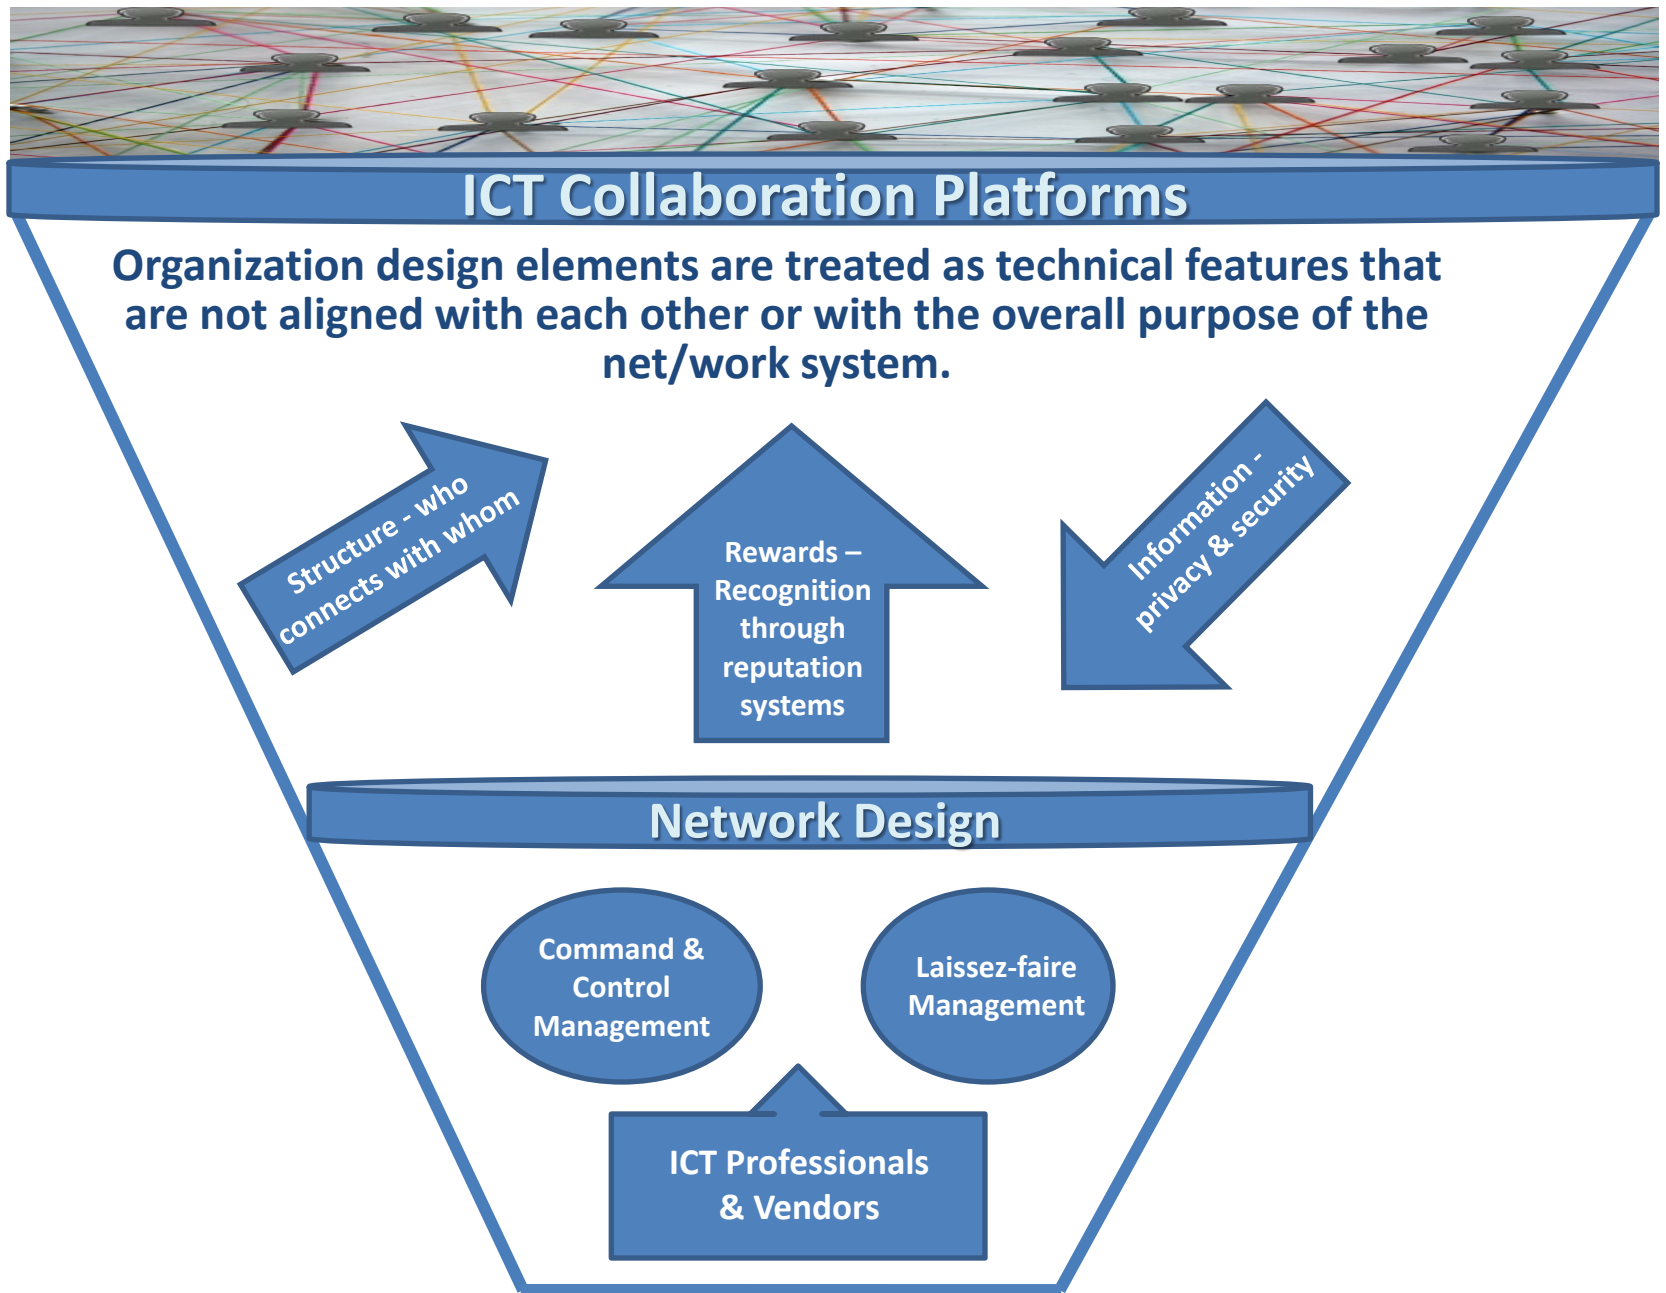 ICT Collaboration Platforms
Organization design elements are treated as technical features that
are not aligned with each other or with the overall purpose of the
net/work system.
Structure - who
connects with whom
Rewards –
Recognition
through
reputation
systems
Information -
privacy & security
Network Design
Command &
Control
Management
Laissez-faire
Management
ICT Professionals
& Vendors